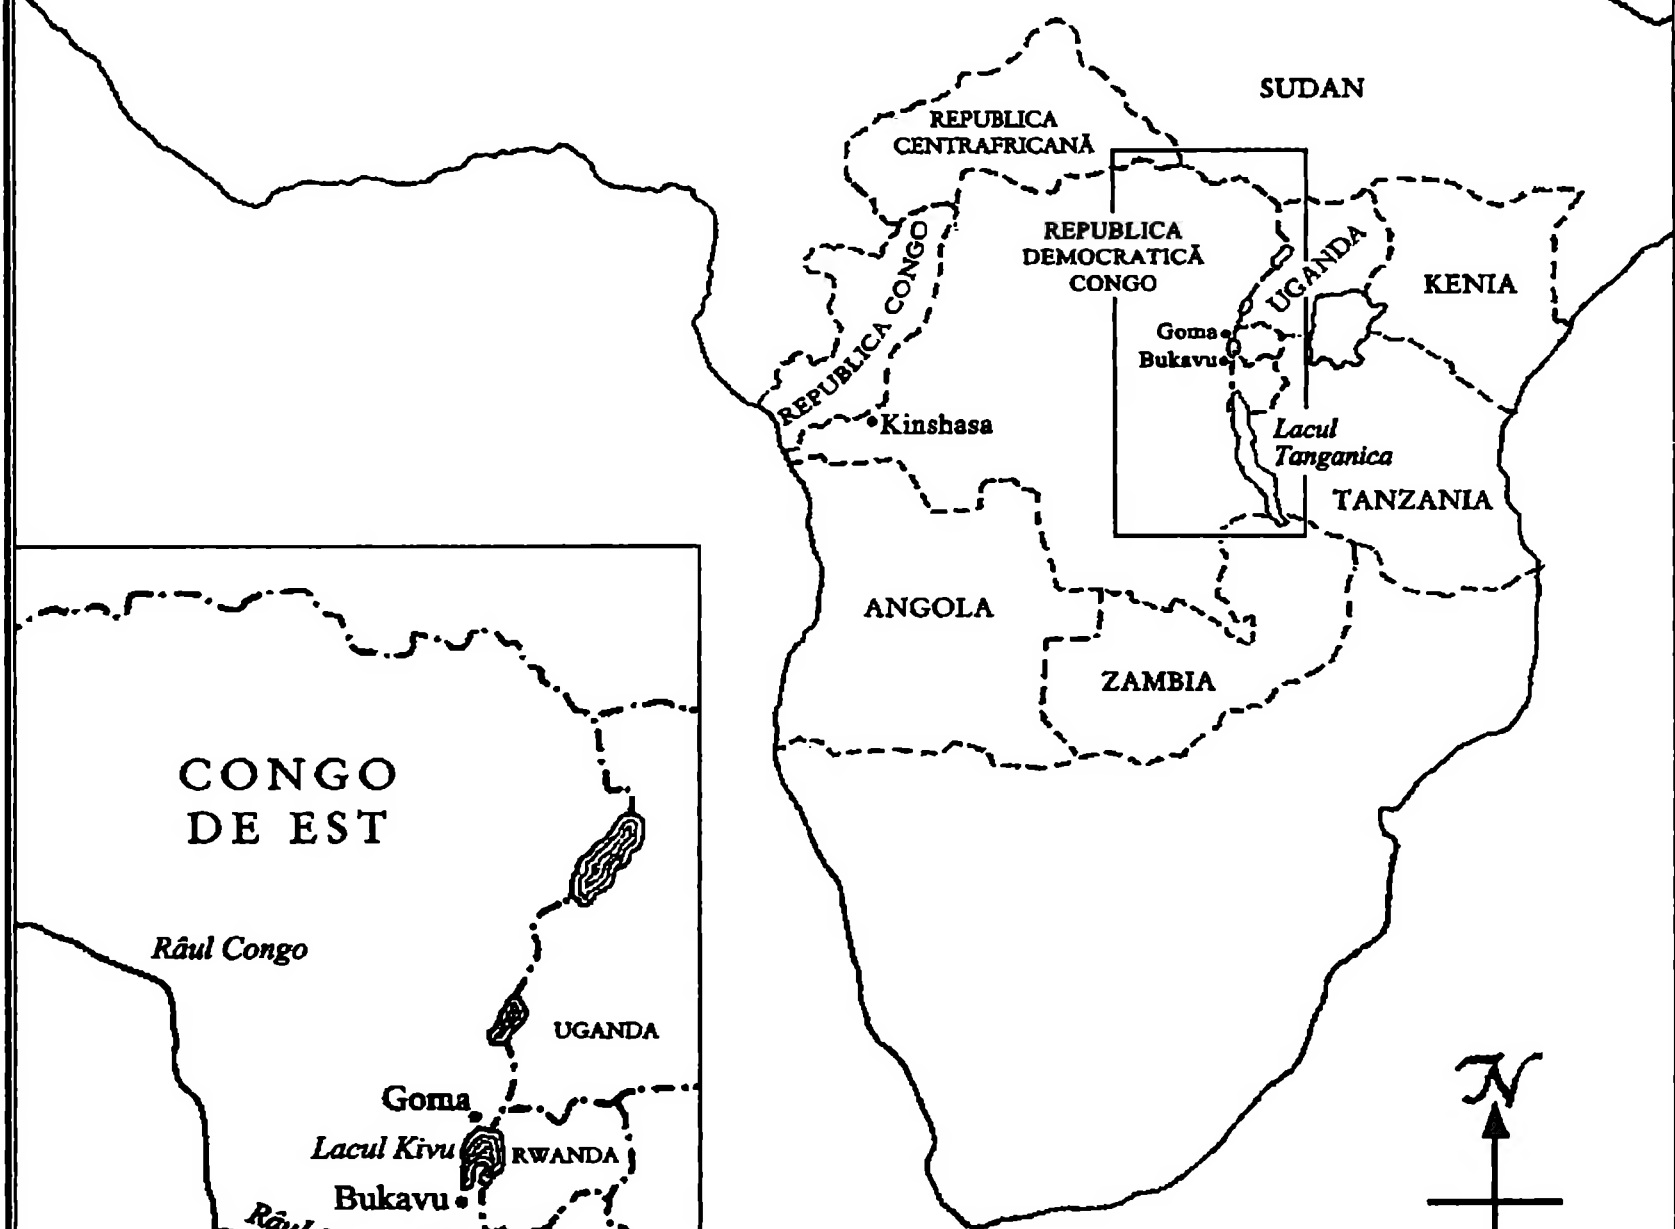 SUDAN
REPUBLICA
CENTRAFRICANĂ
REPUBLICA
DEMOCRATICĂ
CONGO
REPUBLICA CONGO
UGANDA
KENIA
Goma
Bukavu
Kinshasa
Lacul
Tanganica
TANZANIA
ANGOLA
ZAMBIA
CONGO
DE EST
Râul Congo
UGANDA
Goma
Lacul Kivu
RWANDA
Bukavu
Râul
N